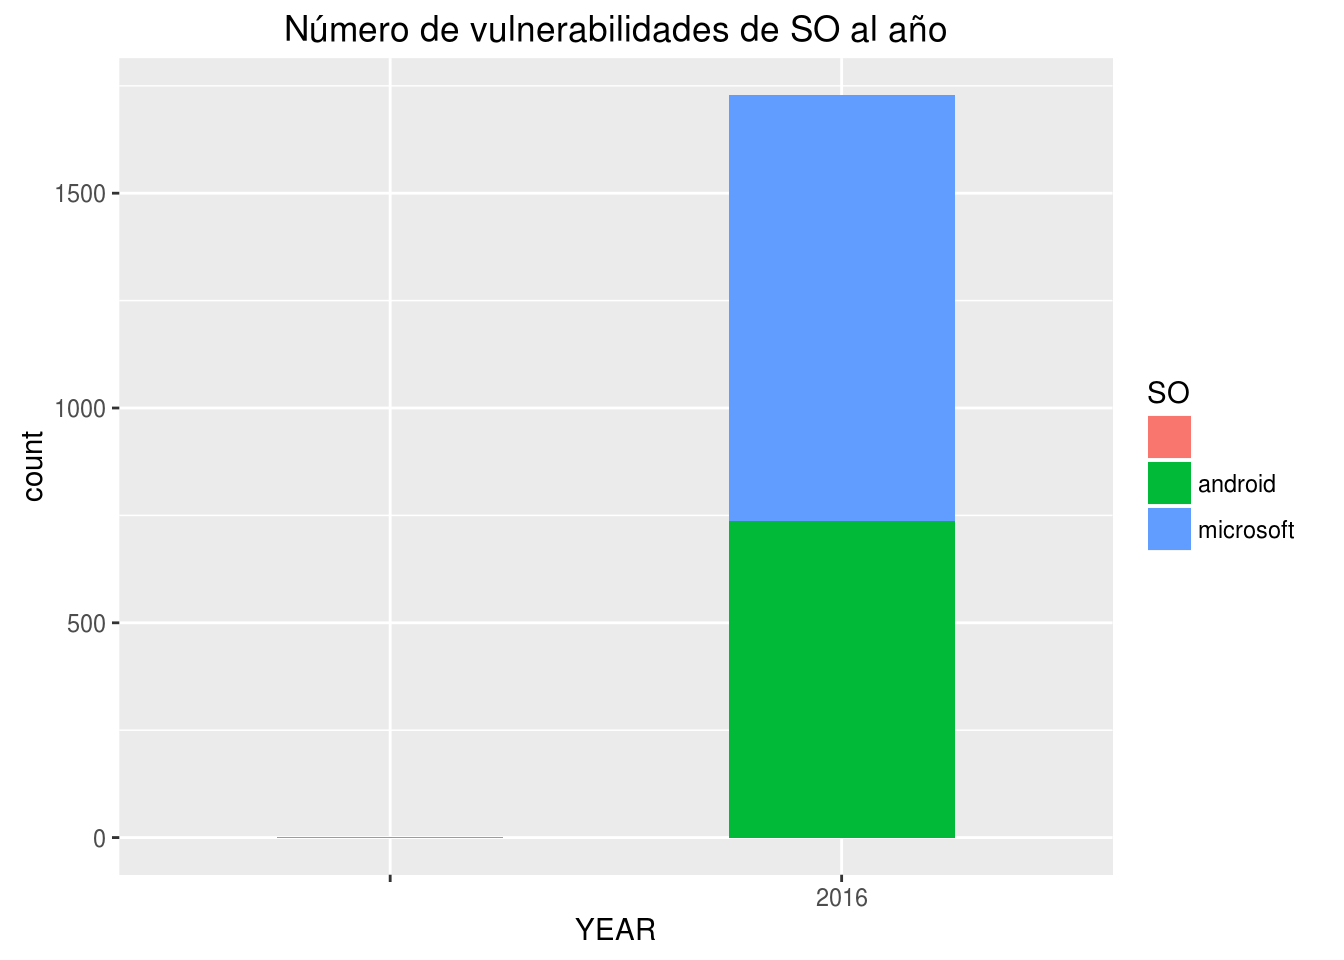 Número de vulnerabilidades de SO al año
1500
1000
500
0
count
2016
YEAR
SO
android
microsoft